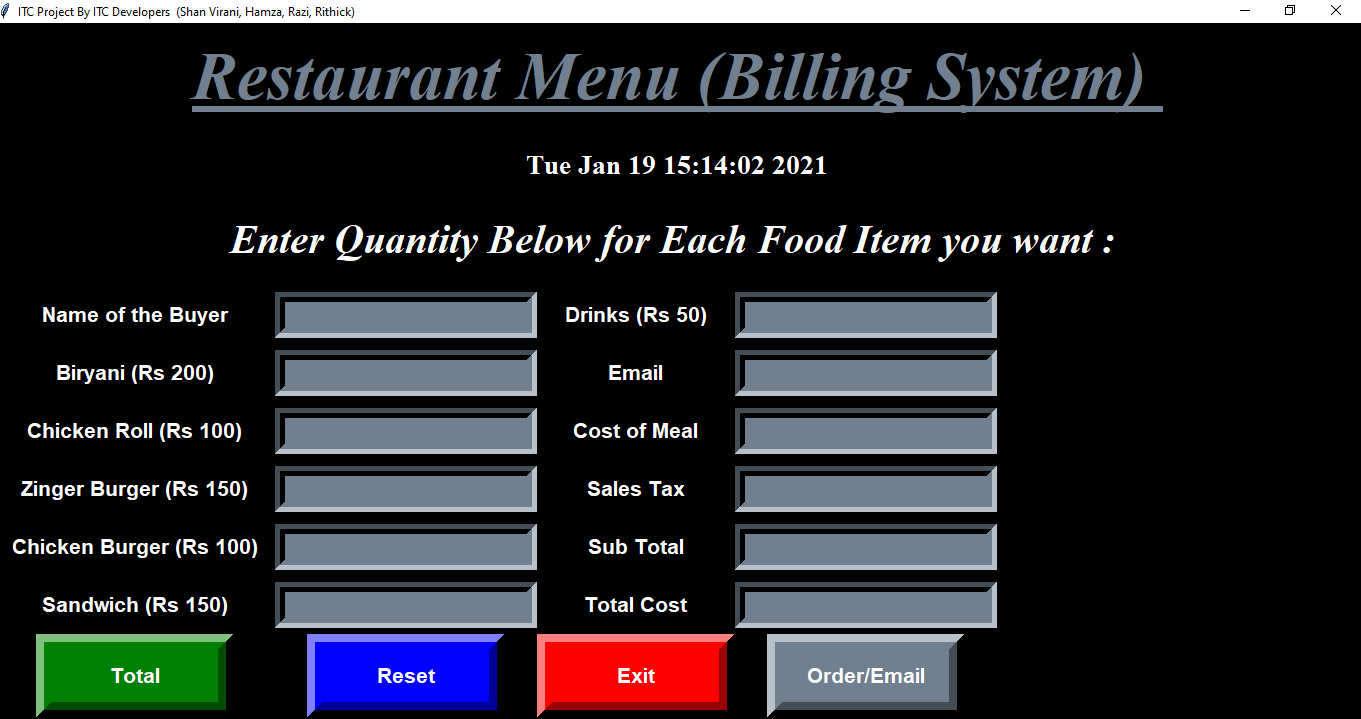 ITC Project By ITC Developers  (Shan Virani, Hamza, Razi, Rithick)
Restaurant Menu (Billing System)
Tue Jan 19 15:14:02 2021
Enter Quantity Below for Each Food Item you want :
Name of the Buyer
Drinks (Rs 50)
Biryani (Rs 200)
Email
Chicken Roll (Rs 100)
Cost of Meal
Zinger Burger (Rs 150)
Sales Tax
Chicken Burger (Rs 100)
Sub Total
Sandwich (Rs 150)
Total Cost
Total
Reset
Exit
Order/Email